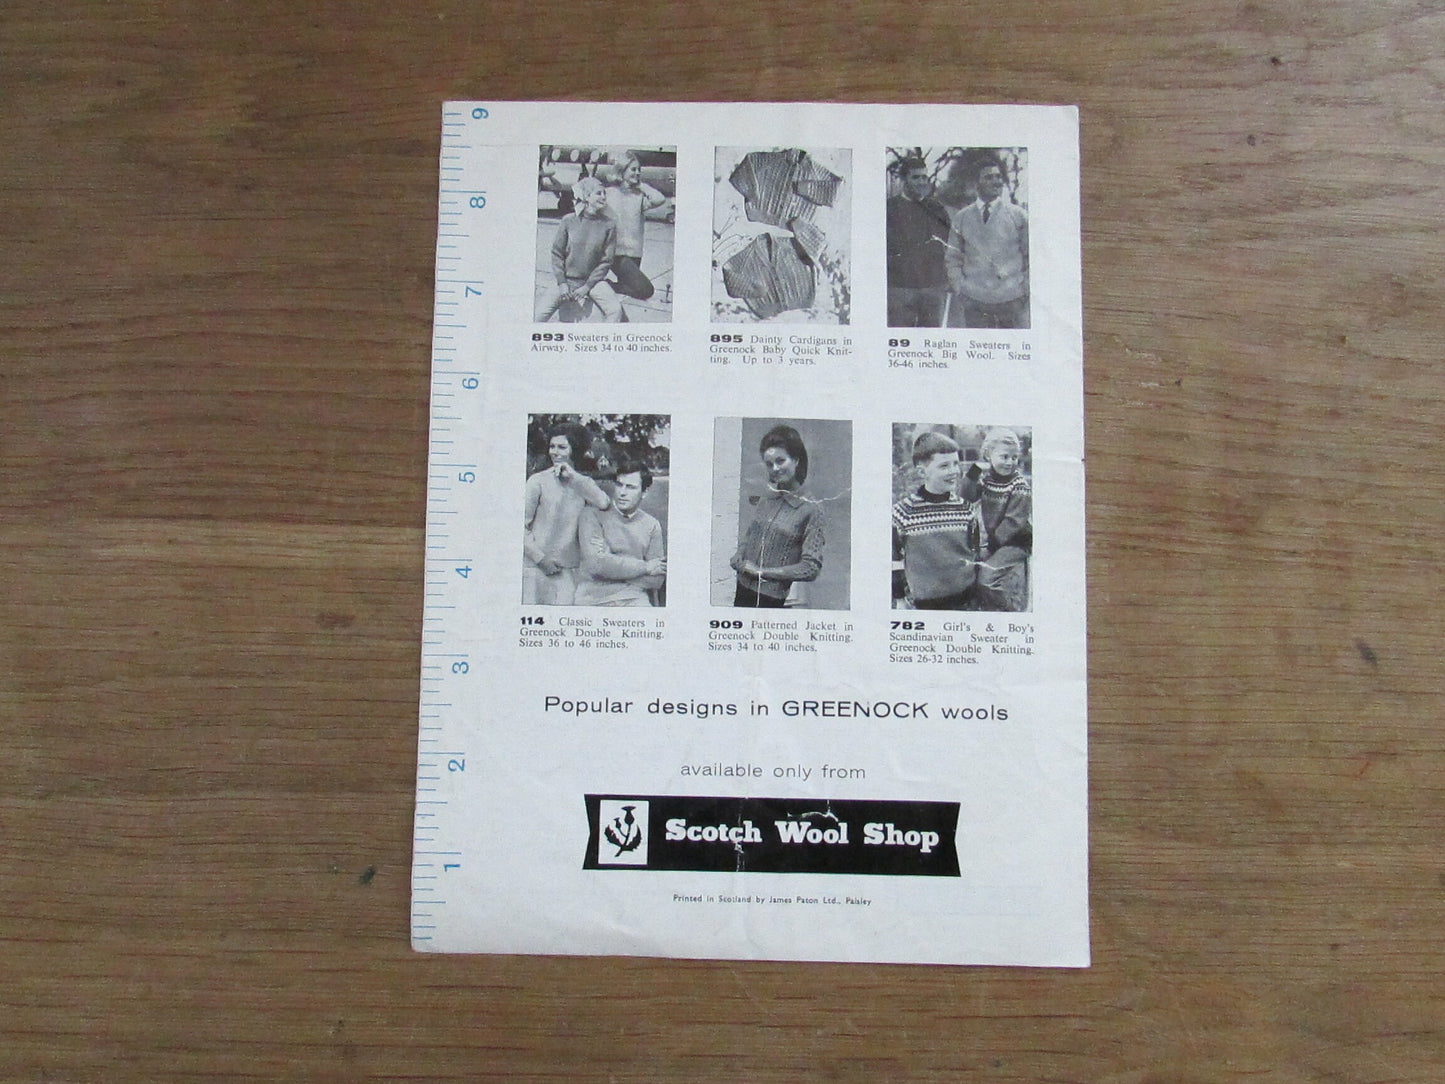 9
8
7
6
5
4
3
2
1
893 Sweaters in Greenock
Airway. Sizes 34 to 40 inches.
895 Dainty Cardigans in
Greenock Baby Quick Knit-
ting. Up to 3 years.
89 Raglan Sweaters in
Greenock Big Wool. Sizes
36-46 inches.
114 Classic Sweaters in
Greenock Double Knitting.
Sizes 36 to 46 inches.
909 Patterned Jacket in
Greenock Double Knitting.
Sizes 34 to 40 inches.
782 Girl's & Boy's
Scandinavian Sweater in
Greenock Double Knitting.
Sizes 26-32 inches.
Popular designs in GREENOCK wools
available only from
Scotch Wool Shop
Printed in Scotland by James Paton Ltd., Paisley